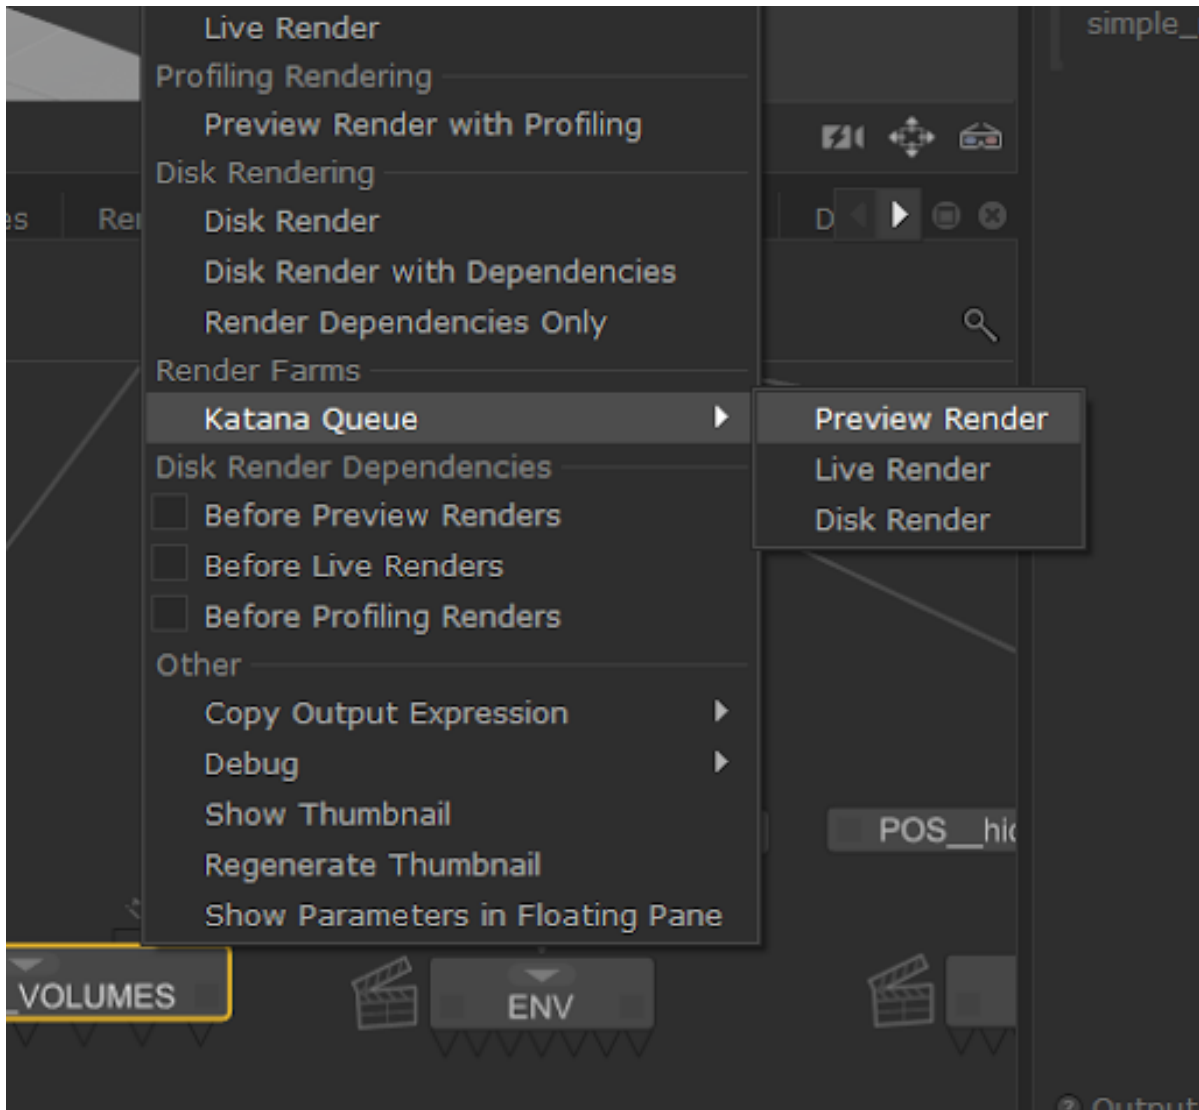 Live Render
simple_
Profiling Rendering
Preview Render with Profiling
Disk Rendering
Disk Render
D
Disk Render with Dependencies
Render Dependencies Only
Render Farms
Katana Queue
Preview Render
Live Render
Disk Render
Disk Render Dependencies
Before Preview Renders
Before Live Renders
Before Profiling Renders
Other
Copy Output Expression
Debug
Show Thumbnail
Regenerate Thumbnail
Show Parameters in Floating Pane
POS__hid
_VOLUMES
ENV
Output